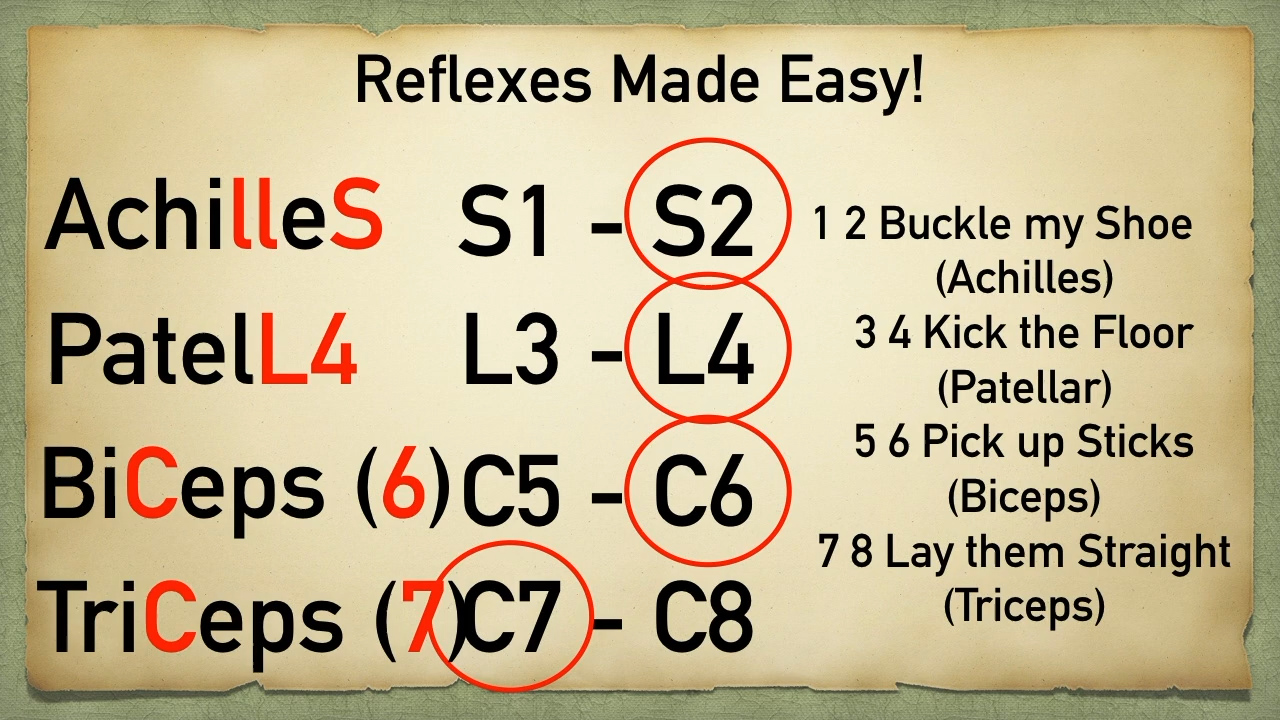 Reflexes Made Easy!
AchilleS S1 - S2
PatelL4 L3 - L4
BiCeps (6) C5 - C6
TriCeps (7) C7 - C8
1 2 Buckle my Shoe
(Achilles)
3 4 Kick the Floor
(Patellar)
5 6 Pick up Sticks
(Biceps)
7 8 Lay them Straight
(Triceps)